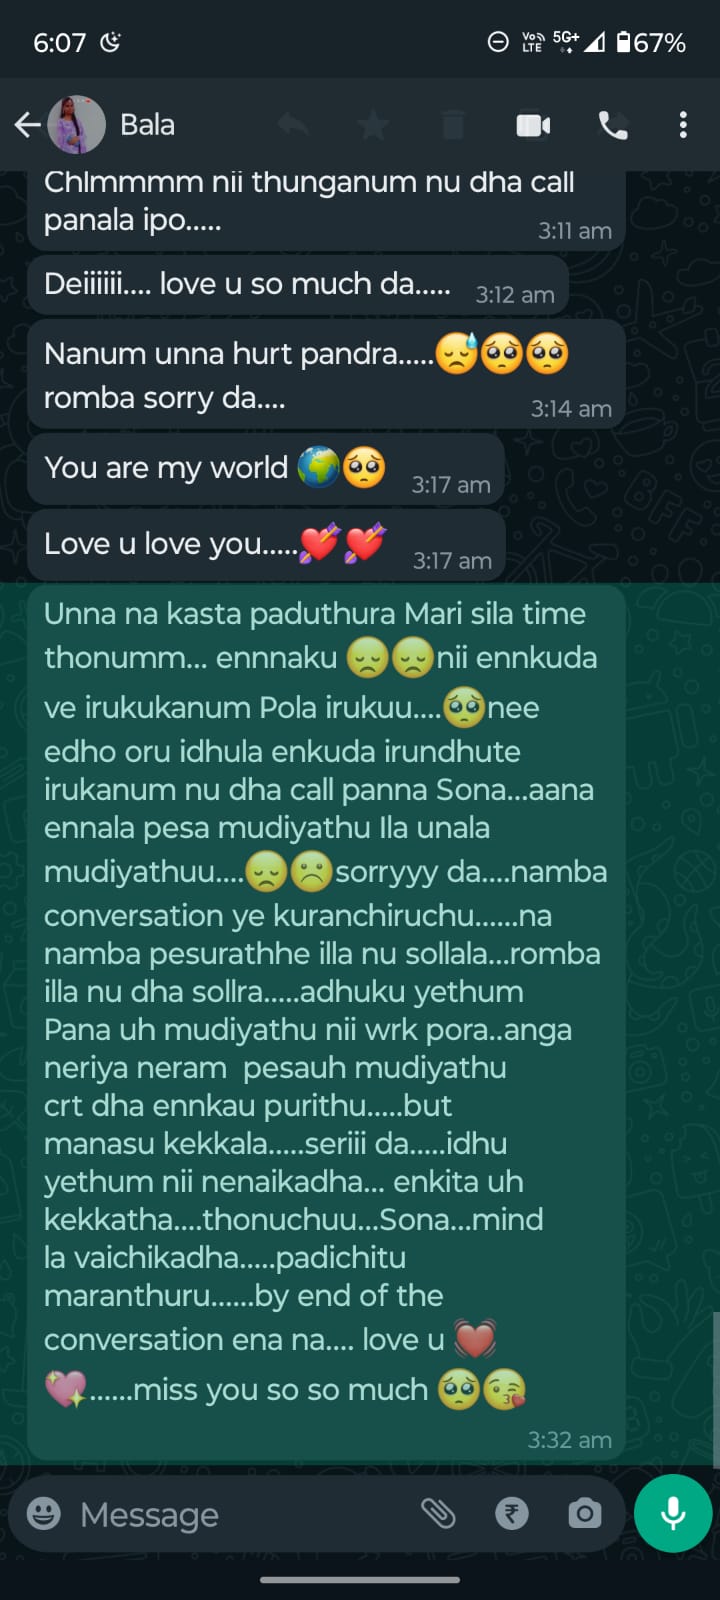 6:07
Vo LTE 5G+ 67%
Bala
Chlmmmm nii thunganum nu dha call
panala ipo.....
3:11 am
Deiiiiii.... love u so much da.....
3:12 am
Nanum unna hurt pandra.....😓🥺🥺
romba sorry da....
3:14 am
You are my world 🌍🥺
3:17 am
Love u love you.....💘💘
3:17 am
Unna na kasta paduthura Mari sila time
thonumm... ennnaku 😞😞nii ennkuda
ve irukukanum Pola irukuu....🥺nee
edho oru idhula enkuda irundhute
irukanum nu dha call panna Sona...aana
ennala pesa mudiyathu Ila unala
mudiyathuu....😞☹️sorryyy da....namba
conversation ye kuranchiruchu......na
namba pesurathhe illa nu sollala...romba
illa nu dha sollra.....adhuku yethum
Pana uh mudiyathu nii wrk pora..anga
neriya neram pesauh mudiyathu
crt dha ennkau purithu.....but
manasu kekkala.....seriii da.....idhu
yethum nii nenaikadha... enkita uh
kekkatha....thonuchuu...Sona...mind
la vaichikadha.....padichitu
maranthuru......by end of the
conversation ena na.... love u 💓
💖......miss you so so much 🥺😘
3:32 am
Message